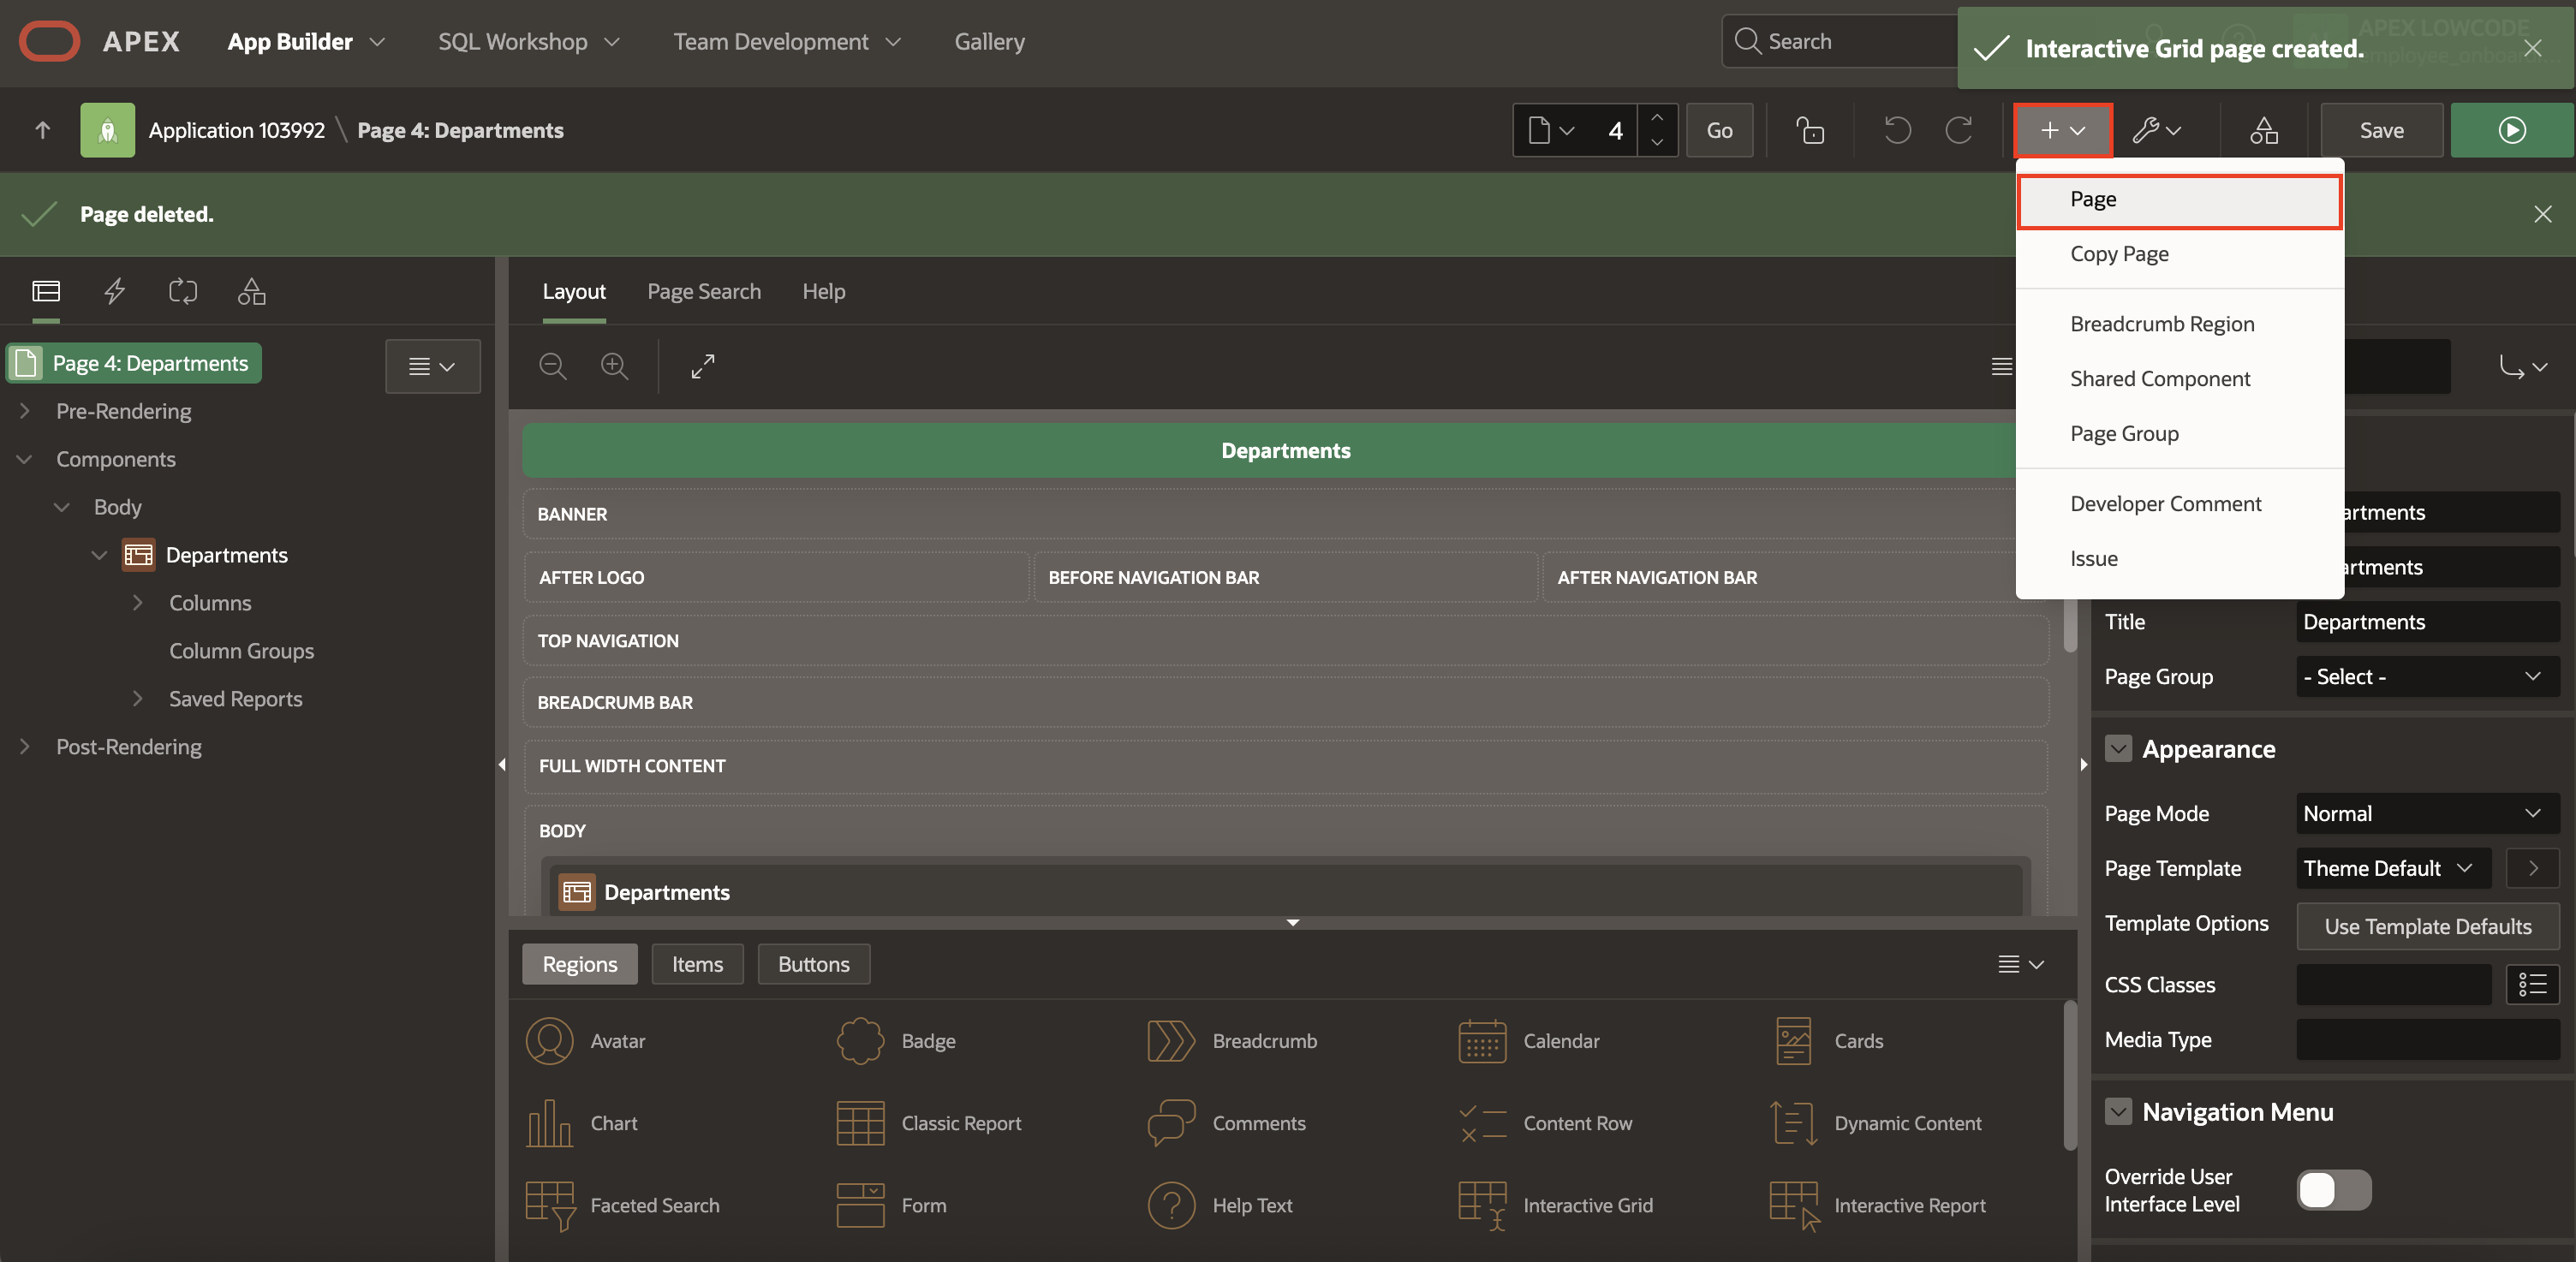 APEX App Builder SQL Workshop Team Development Gallery Search
APEX LOWCODE
Interactive Grid page created.
Application 103992 \ Page 4: Departments 4 Go Save
Page deleted.
Page
Copy Page
Breadcrumb Region
Shared Component
Page Group
Developer Comment
Issue
Layout Page Search Help
Page 4: Departments
Pre-Rendering
Components
Body
Departments
Columns
Column Groups
Saved Reports
Post-Rendering
Departments
BANNER
AFTER LOGO BEFORE NAVIGATION BAR AFTER NAVIGATION BAR
TOP NAVIGATION
BREADCRUMB BAR
FULL WIDTH CONTENT
BODY
Departments
Regions Items Buttons
Avatar Badge Breadcrumb Calendar Cards
Chart Classic Report Comments Content Row Dynamic Content
Faceted Search Form Help Text Interactive Grid Interactive Report
artments
artments
Title Departments
Page Group - Select -
Appearance
Page Mode Normal
Page Template Theme Default
Template Options Use Template Defaults
CSS Classes
Media Type
Navigation Menu
Override User
Interface Level